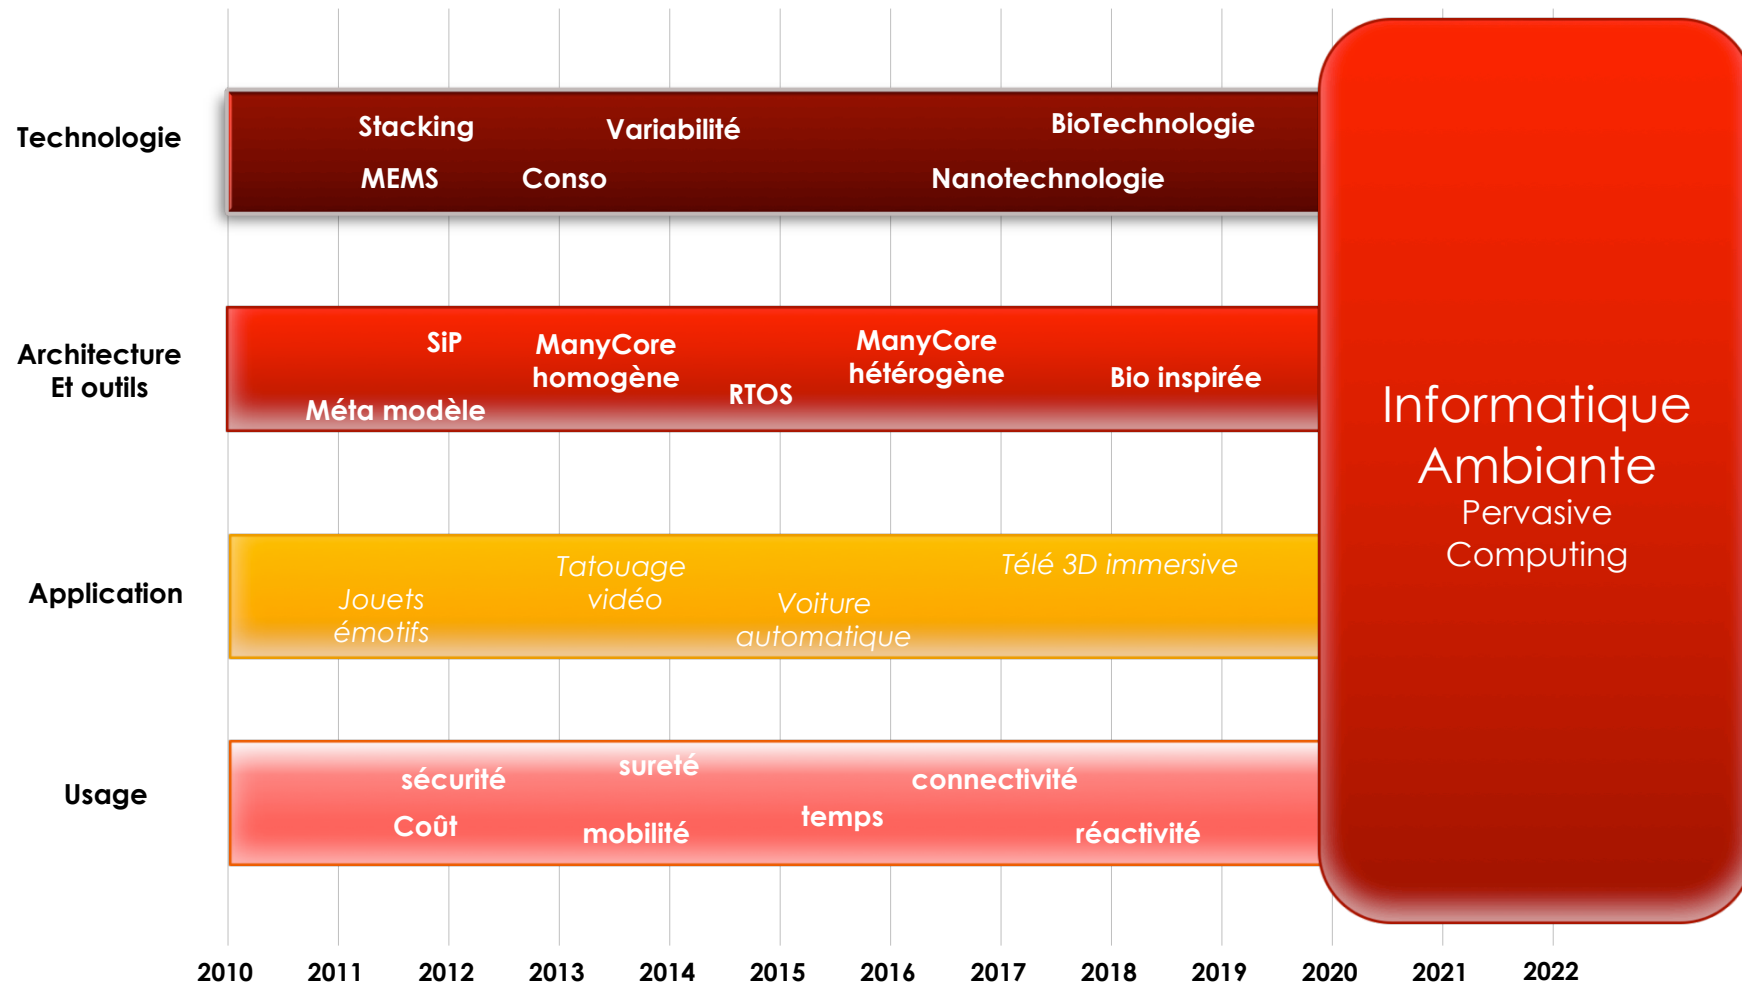 Technologie
Stacking
Variabilité
BioTechnologie
MEMS
Conso
Nanotechnologie
Architecture
Et outils
SiP
ManyCore
homogène
ManyCore
hétérogène
Méta modèle
RTOS
Bio inspirée
Application
Jouets
émotifs
Tatouage
vidéo
Voiture
automatique
Télé 3D immersive
Usage
sécurité
sureté
connectivité
Coût
mobilité
temps
réactivité
Informatique
Ambiante
Pervasive
Computing
2010 2011 2012 2013 2014 2015 2016 2017 2018 2019 2020 2021 2022